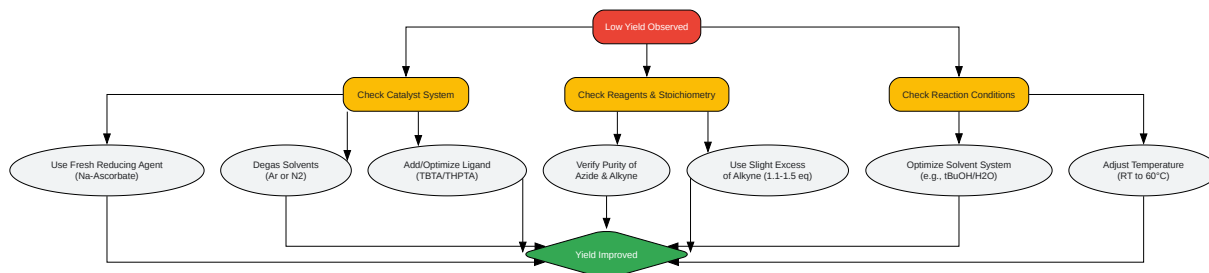 Low Yield Observed
Check Catalyst System
Check Reagents & Stoichiometry
Check Reaction Conditions
Use Fresh Reducing Agent
(Na-Ascorbate)
Degas Solvents
(Ar or N2)
Add/Optimize Ligand
(TBTA/THPTA)
Verify Purity of
Azide & Alkyne
Use Slight Excess
of Alkyne (1.1-1.5 eq)
Optimize Solvent System
(e.g., tBuOH/H2O)
Adjust Temperature
(RT to 60°C)
Yield Improved